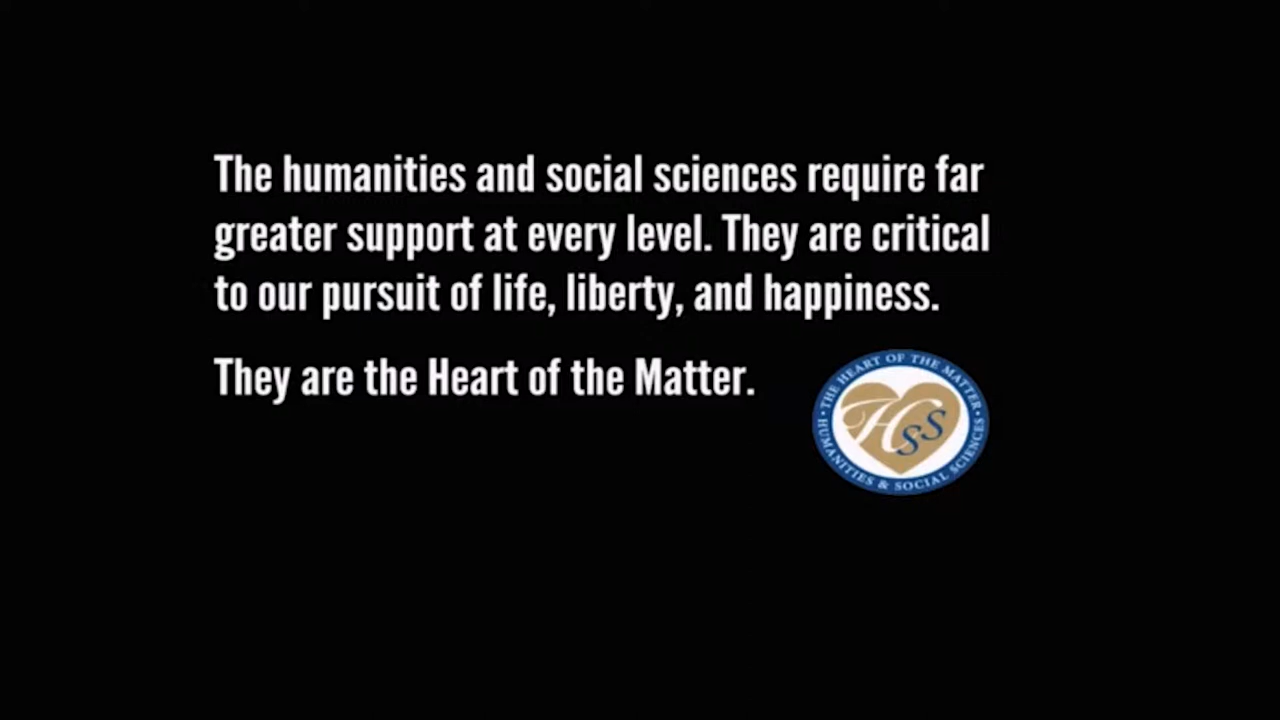 The humanities and social sciences require far
greater support at every level. They are critical
to our pursuit of life, liberty, and happiness.
They are the Heart of the Matter.
THE HEART OF THE MATTER
HSS
HUMANITIES & SOCIAL SCIENCES